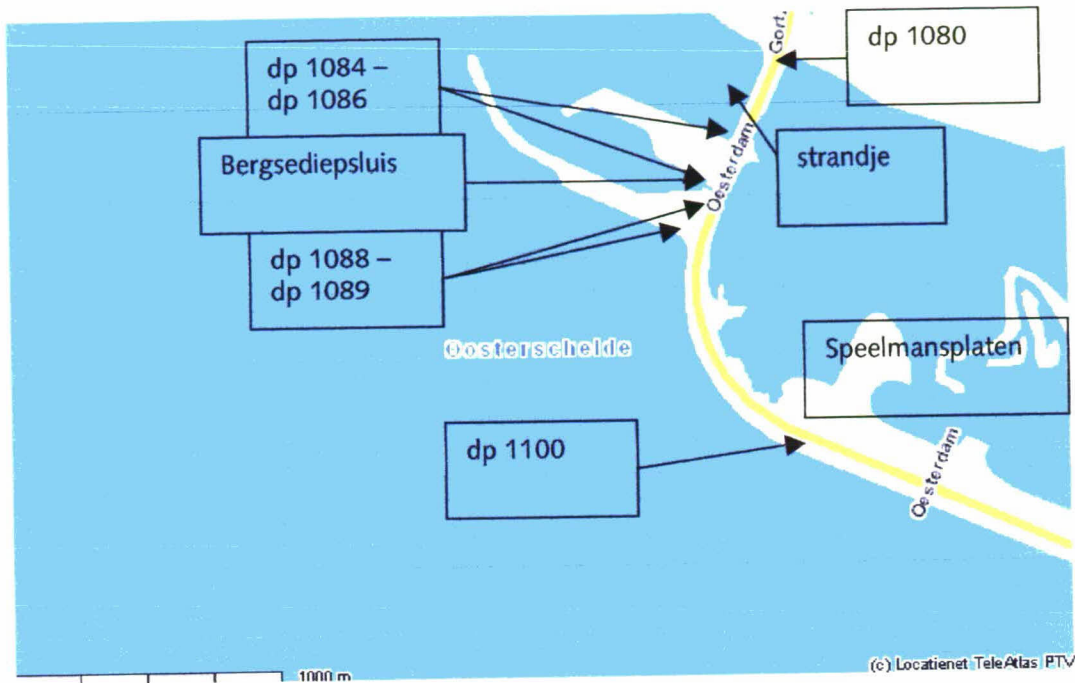 Gort.
dp 1080
dp 1084 –
dp 1086
Bergsediepsluis
Oesterdam
strandje
dp 1088 –
dp 1089
Oosterschelde
Speelmansplaten
dp 1100
Oesterdam
1000 m
(c) Locatienet TeleAtlas PTV